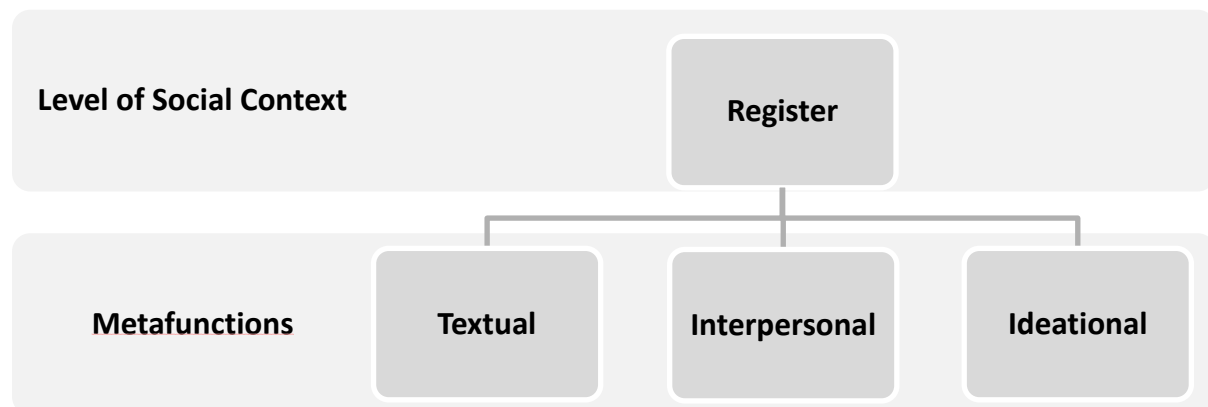 Level of Social Context
Register
Metafunctions
Textual
Interpersonal
Ideational